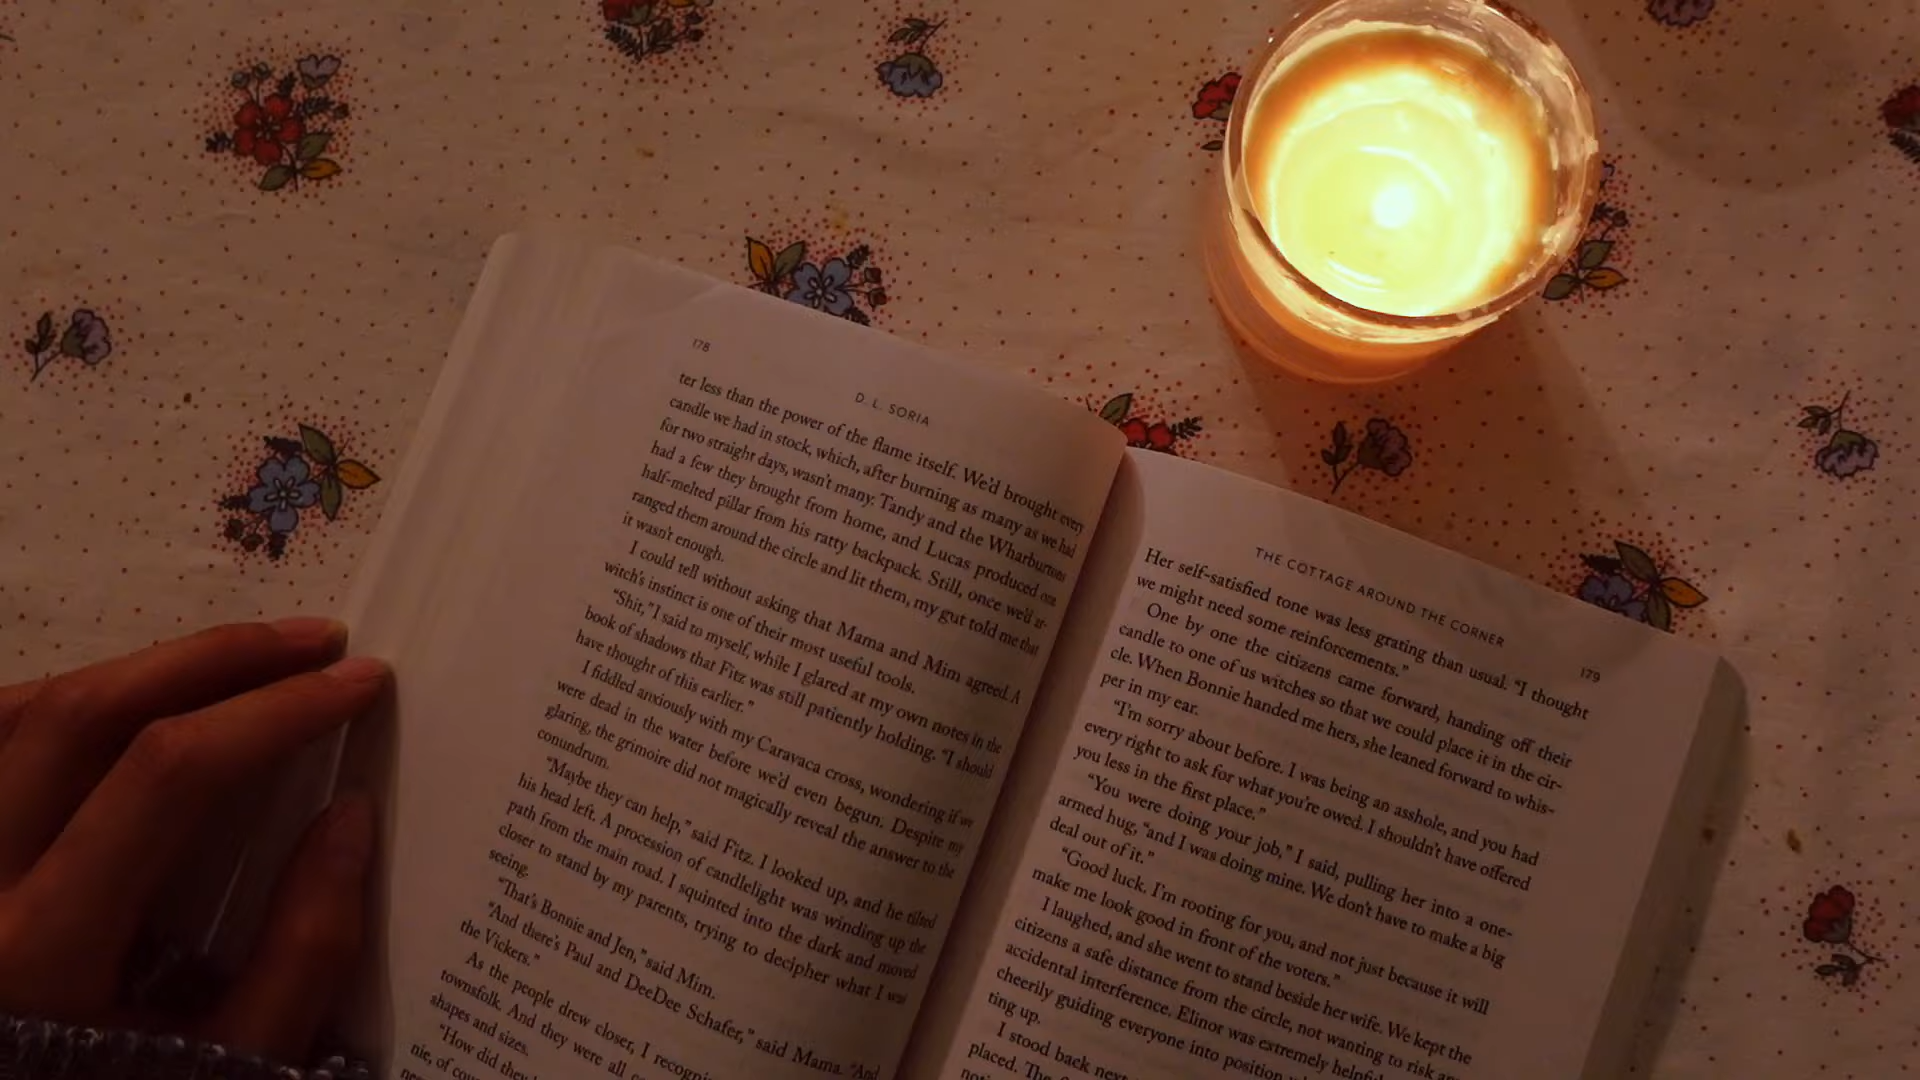 178
D. L. SORIA
ter less than the power of the flame itself. We'd brought every
candle we had in stock, which, after burning as many as we had
for two straight days, wasn't many. Tandy and the Wharburtons
had a few they brought from home, and Lucas produced one
half-melted pillar from his ratty backpack. Still, once we'd ar-
ranged them around the circle and lit them, my gut told me that
it wasn't enough.
I could tell without asking that Mama and Mim agreed. A
witch's instinct is one of their most useful tools.
"Shit," I said to myself, while I glared at my own notes in the
book of shadows that Fitz was still patiently holding. "I should
have thought of this earlier."
I fiddled anxiously with my Caravaca cross, wondering if we
were dead in the water before we'd even begun. Despite my
glaring, the grimoire did not magically reveal the answer to the
conundrum.
"Maybe they can help," said Fitz. I looked up, and he tilted
his head left. A procession of candlelight was winding up the
path from the main road. I squinted into the dark and moved
closer to stand by my parents, trying to decipher what I was
seeing.
"That's Bonnie and Jen," said Mim.
"And there's Paul and DeeDee Schafer," said Mama. "And
the Vickers."
As the people drew closer, I
townsfolk. And they were all
shapes and sizes.
"How did they
nie, of
THE COTTAGE AROUND THE CORNER
179
Her self-satisfied tone was less grating than usual. "I thought
we might need some reinforcements."
One by one the citizens came forward, handing off their
candle to one of us witches so that we could place it in the cir-
cle. When Bonnie handed me hers, she leaned forward to whis-
per in my ear.
"I'm sorry about before. I was being an asshole, and you had
every right to ask for what you're owed. I shouldn't have offered
you less in the first place."
"You were doing your job," I said, pulling her into a one-
armed hug, "and I was doing mine. We don't have to make a big
deal out of it."
"Good luck. I'm rooting for you, and not just because it will
make me look good in front of the voters."
I laughed, and she went to stand beside her wife. We kept the
citizens a safe distance from the circle, not wanting to risk
accidental interference. Elinor was extremely
cheerily guiding everyone into position
ting up.
I stood back next
placed. The